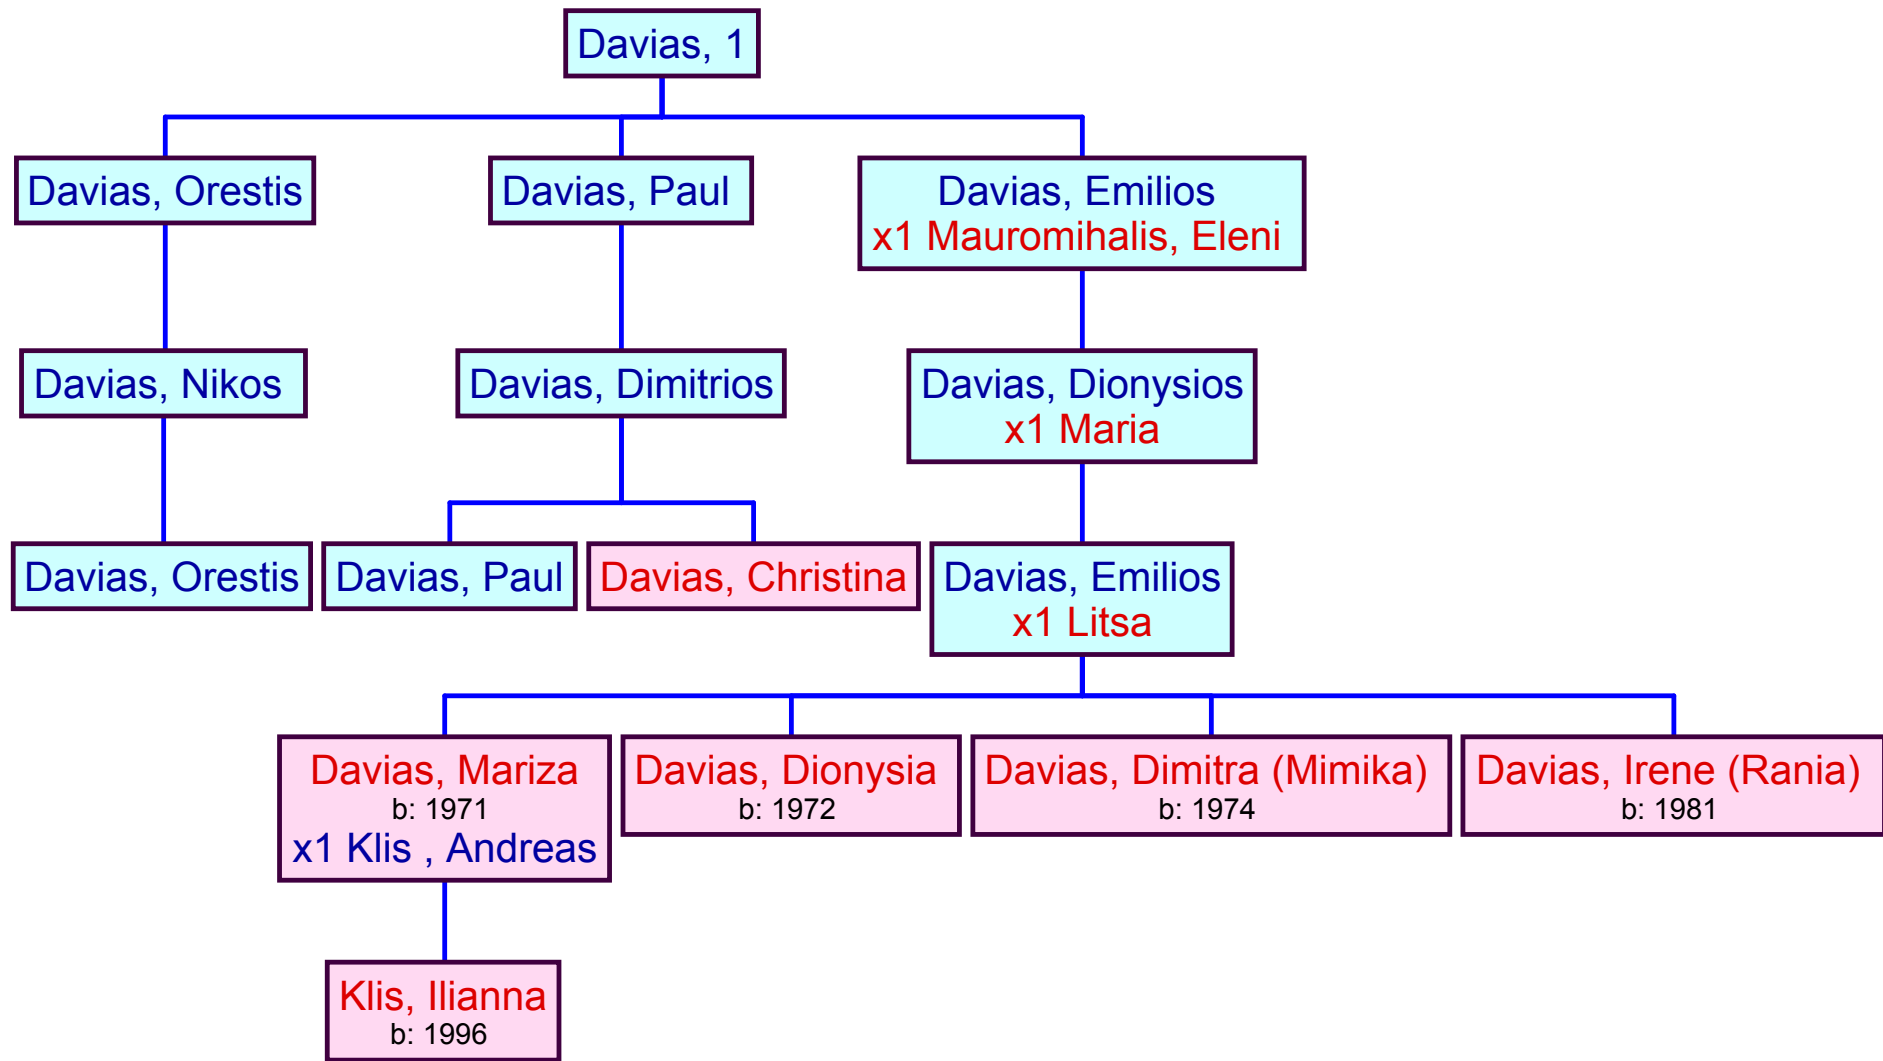 Davias, 1
Davias, Orestis
Davias, Paul
Davias, Emilios
x1 Mauromihalis, Eleni
Davias, Nikos
Davias, Dimitrios
Davias, Dionysios
x1 Maria
Davias, Orestis
Davias, Paul
Davias, Christina
Davias, Emilios
x1 Litsa
Davias, Mariza
b: 1971
x1 Klis , Andreas
Davias, Dionysia
b: 1972
Davias, Dimitra (Mimika)
b: 1974
Davias, Irene (Rania)
b: 1981
Klis, Ilianna
b: 1996